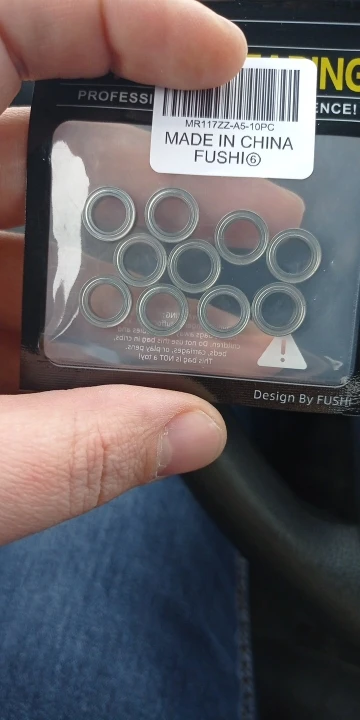 PROFESSI ENCE!
MR117ZZ-A5-10PC
MADE IN CHINA
FUSHI⑥
children. Do not use this bag in cribs,
beds, carriages, or play pens.
This bag is NOT a toy!
Design By FUSHI